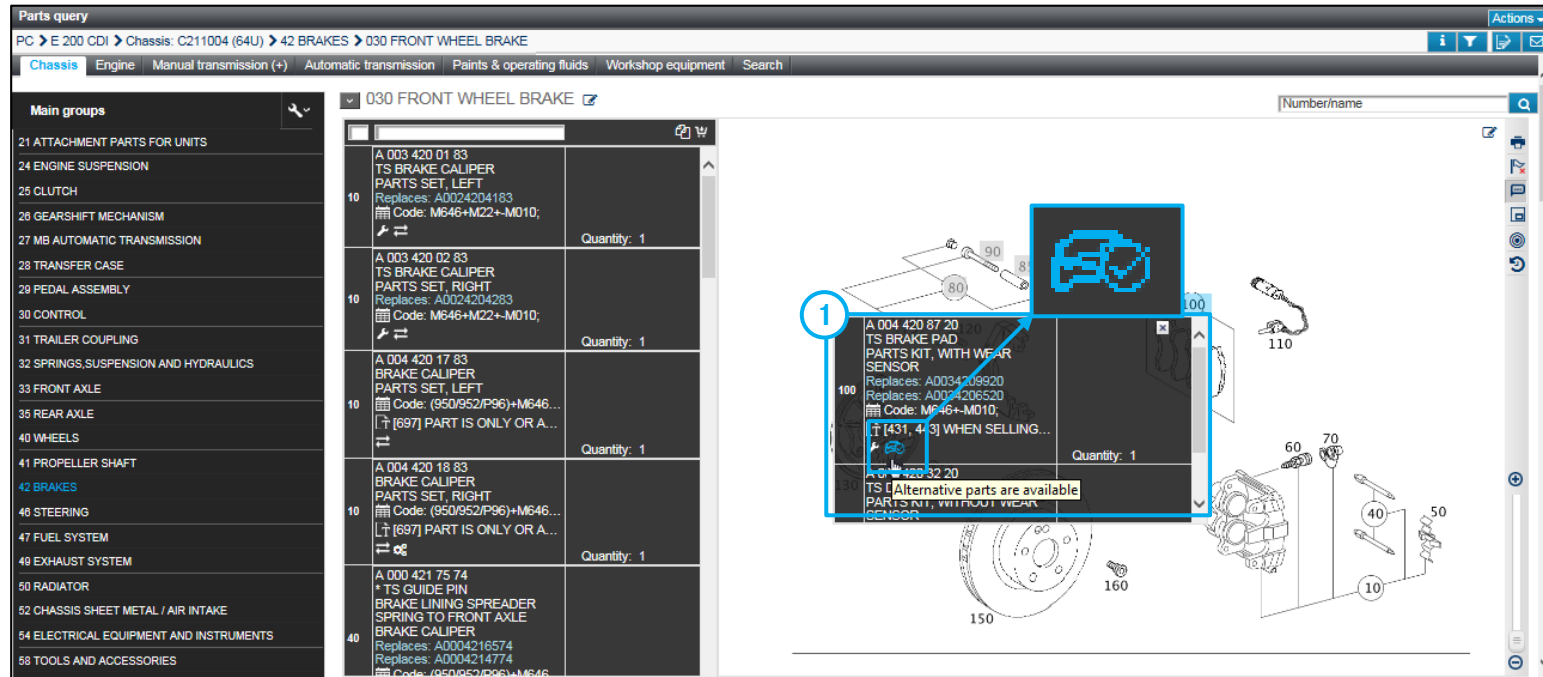 Parts query
Actions
PC > E 200 CDI > Chassis: C211004 (64U) > 42 BRAKES > 030 FRONT WHEEL BRAKE
Chassis Engine Manual transmission (+) Automatic transmission Paints & operating fluids Workshop equipment Search
Main groups
21 ATTACHMENT PARTS FOR UNITS
24 ENGINE SUSPENSION
25 CLUTCH
26 GEARSHIFT MECHANISM
27 MB AUTOMATIC TRANSMISSION
28 TRANSFER CASE
29 PEDAL ASSEMBLY
30 CONTROL
31 TRAILER COUPLING
32 SPRINGS,SUSPENSION AND HYDRAULICS
33 FRONT AXLE
35 REAR AXLE
40 WHEELS
41 PROPELLER SHAFT
42 BRAKES
46 STEERING
47 FUEL SYSTEM
49 EXHAUST SYSTEM
50 RADIATOR
52 CHASSIS SHEET METAL / AIR INTAKE
54 ELECTRICAL EQUIPMENT AND INSTRUMENTS
58 TOOLS AND ACCESSORIES
030 FRONT WHEEL BRAKE
Number/name
10
A 003 420 01 83
TS BRAKE CALIPER
PARTS SET, LEFT
Replaces: A0024204183
Code: M646+M22+-M010;
Quantity: 1
10
A 003 420 02 83
TS BRAKE CALIPER
PARTS SET, RIGHT
Replaces: A0024204283
Code: M646+M22+-M010;
Quantity: 1
10
A 004 420 17 83
BRAKE CALIPER
PARTS SET, LEFT
Code: (950/952/P96)+M646...
[697] PART IS ONLY OR A...
Quantity: 1
10
A 004 420 18 83
BRAKE CALIPER
PARTS SET, RIGHT
Code: (950/952/P96)+M646...
[697] PART IS ONLY OR A...
Quantity: 1
40
A 000 421 75 74
* TS GUIDE PIN
BRAKE LINING SPREADER
SPRING TO FRONT AXLE
BRAKE CALIPER
Replaces: A0004216574
Replaces: A0004214774
Code: (950/952/P96)+M646
90
80
100
110
1
100
A 004 420 87 20
TS BRAKE PAD
PARTS KIT, WITH WEAR
SENSOR
Replaces: A0034209920
Replaces: A0034206520
Code: M646+-M010;
[431, 443] WHEN SELLING...
Quantity: 1
120
130
Alternative parts are available
PARTS KIT, WITHOUT WEAR
SENSOR
60
70
40
50
10
160
150